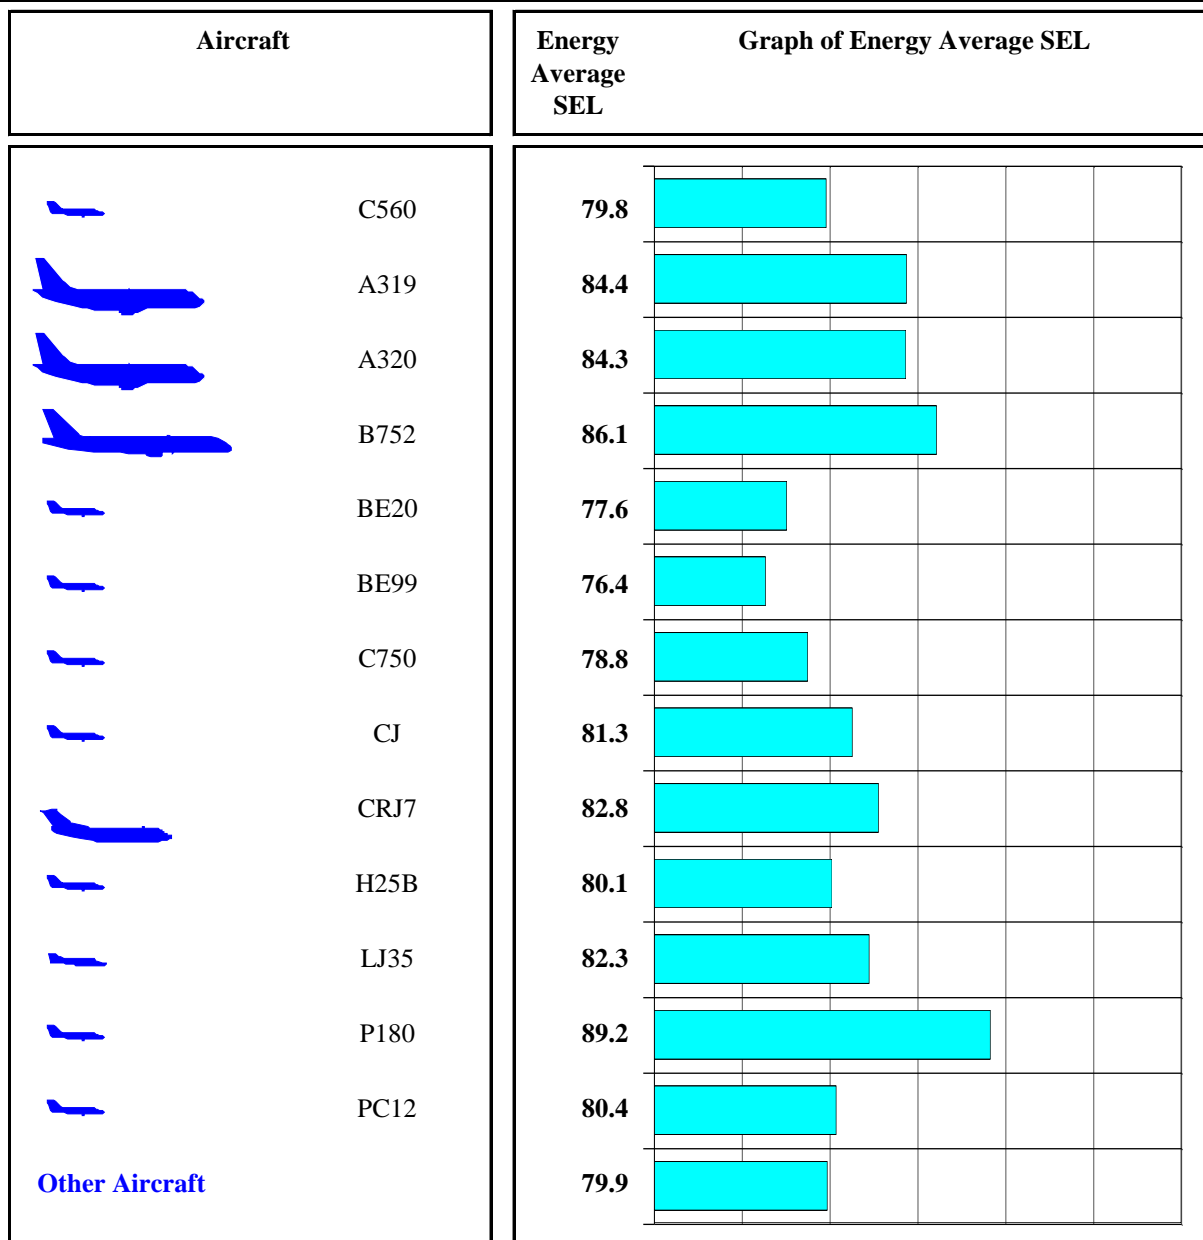 Aircraft
Energy
Average
SEL
Graph of Energy Average SEL
C560 79.8
A319 84.4
A320 84.3
B752 86.1
BE20 77.6
BE99 76.4
C750 78.8
CJ 81.3
CRJ7 82.8
H25B 80.1
LJ35 82.3
P180 89.2
PC12 80.4
Other Aircraft 79.9